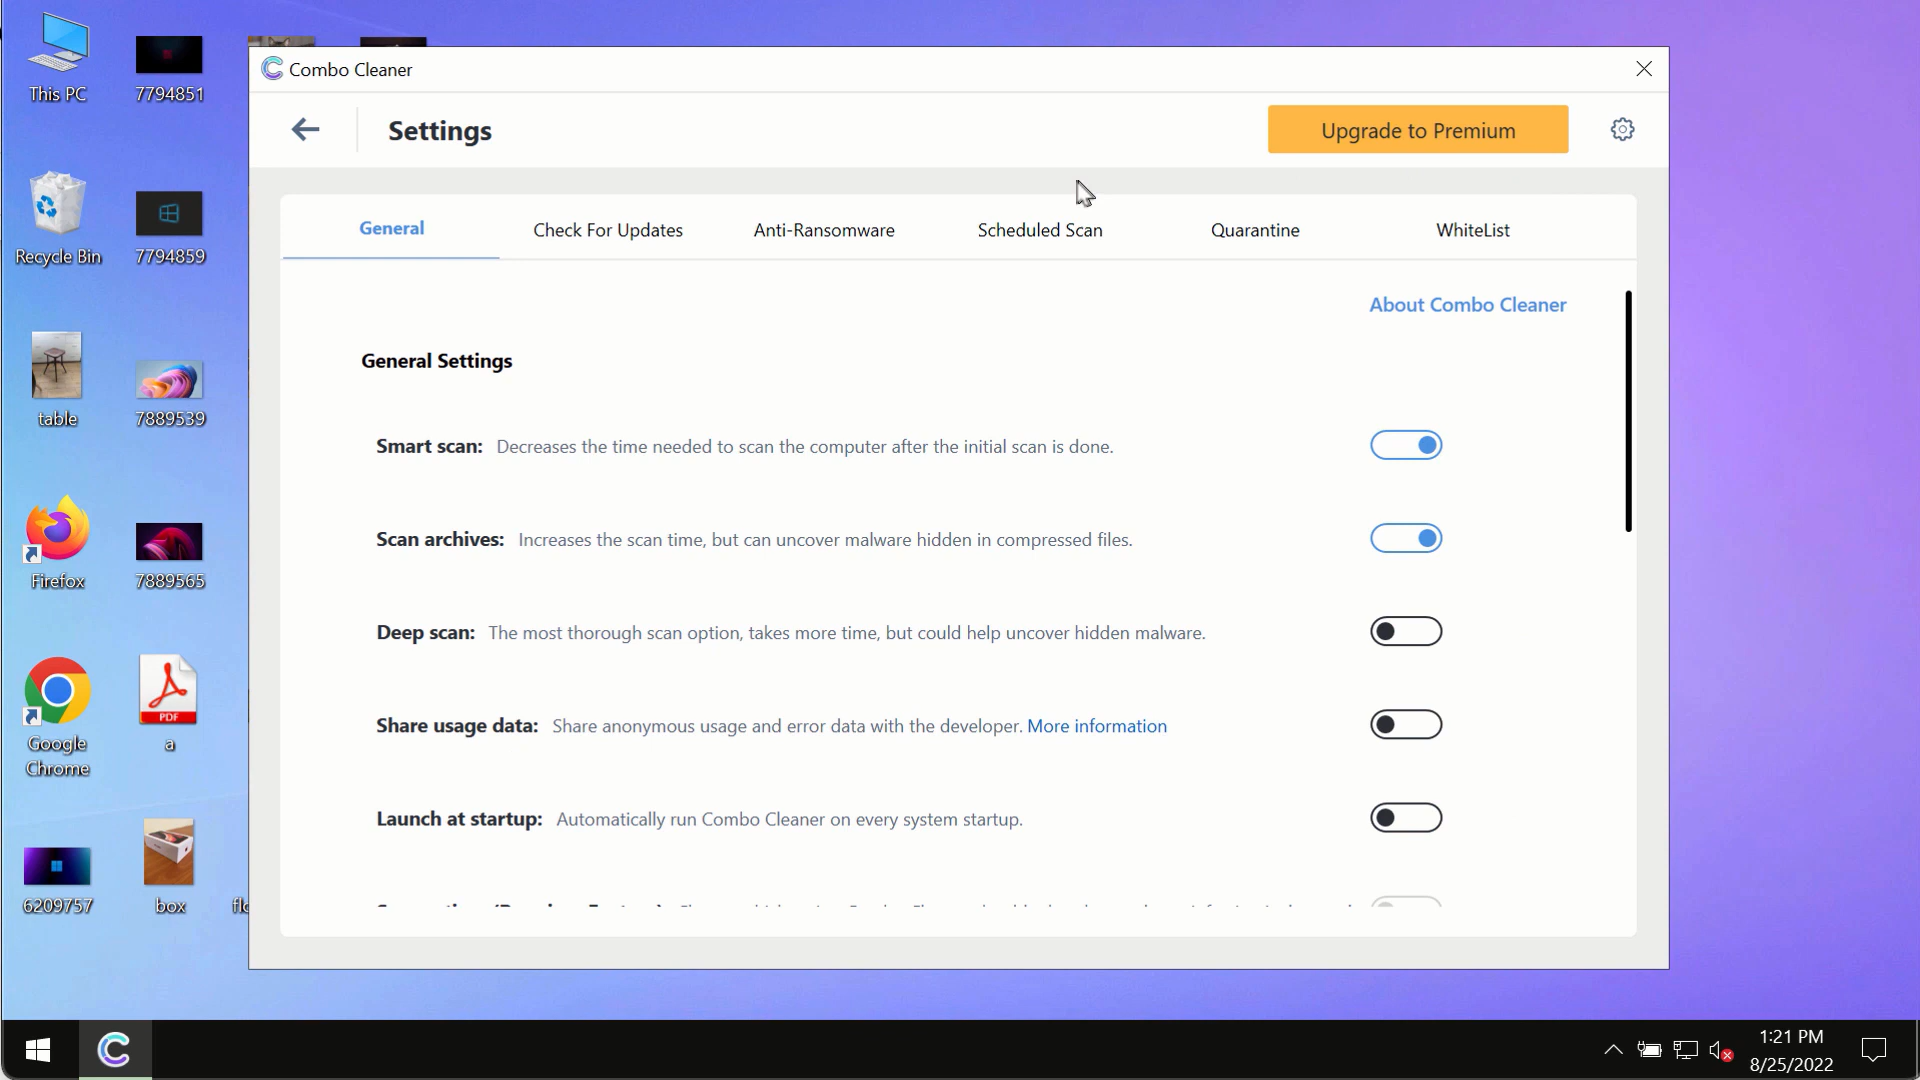 This PC
7794851
Recycle Bin
7794859
table
7889539
Firefox
7889565
Google
Chrome
a
PDF
6209757
box
Combo Cleaner
Settings
Upgrade to Premium
General
Check For Updates
Anti-Ransomware
Scheduled Scan
Quarantine
WhiteList
About Combo Cleaner
General Settings
Smart scan: Decreases the time needed to scan the computer after the initial scan is done.
Scan archives: Increases the scan time, but can uncover malware hidden in compressed files.
Deep scan: The most thorough scan option, takes more time, but could help uncover hidden malware.
Share usage data: Share anonymous usage and error data with the developer. More information
Launch at startup: Automatically run Combo Cleaner on every system startup.
1:21 PM
8/25/2022